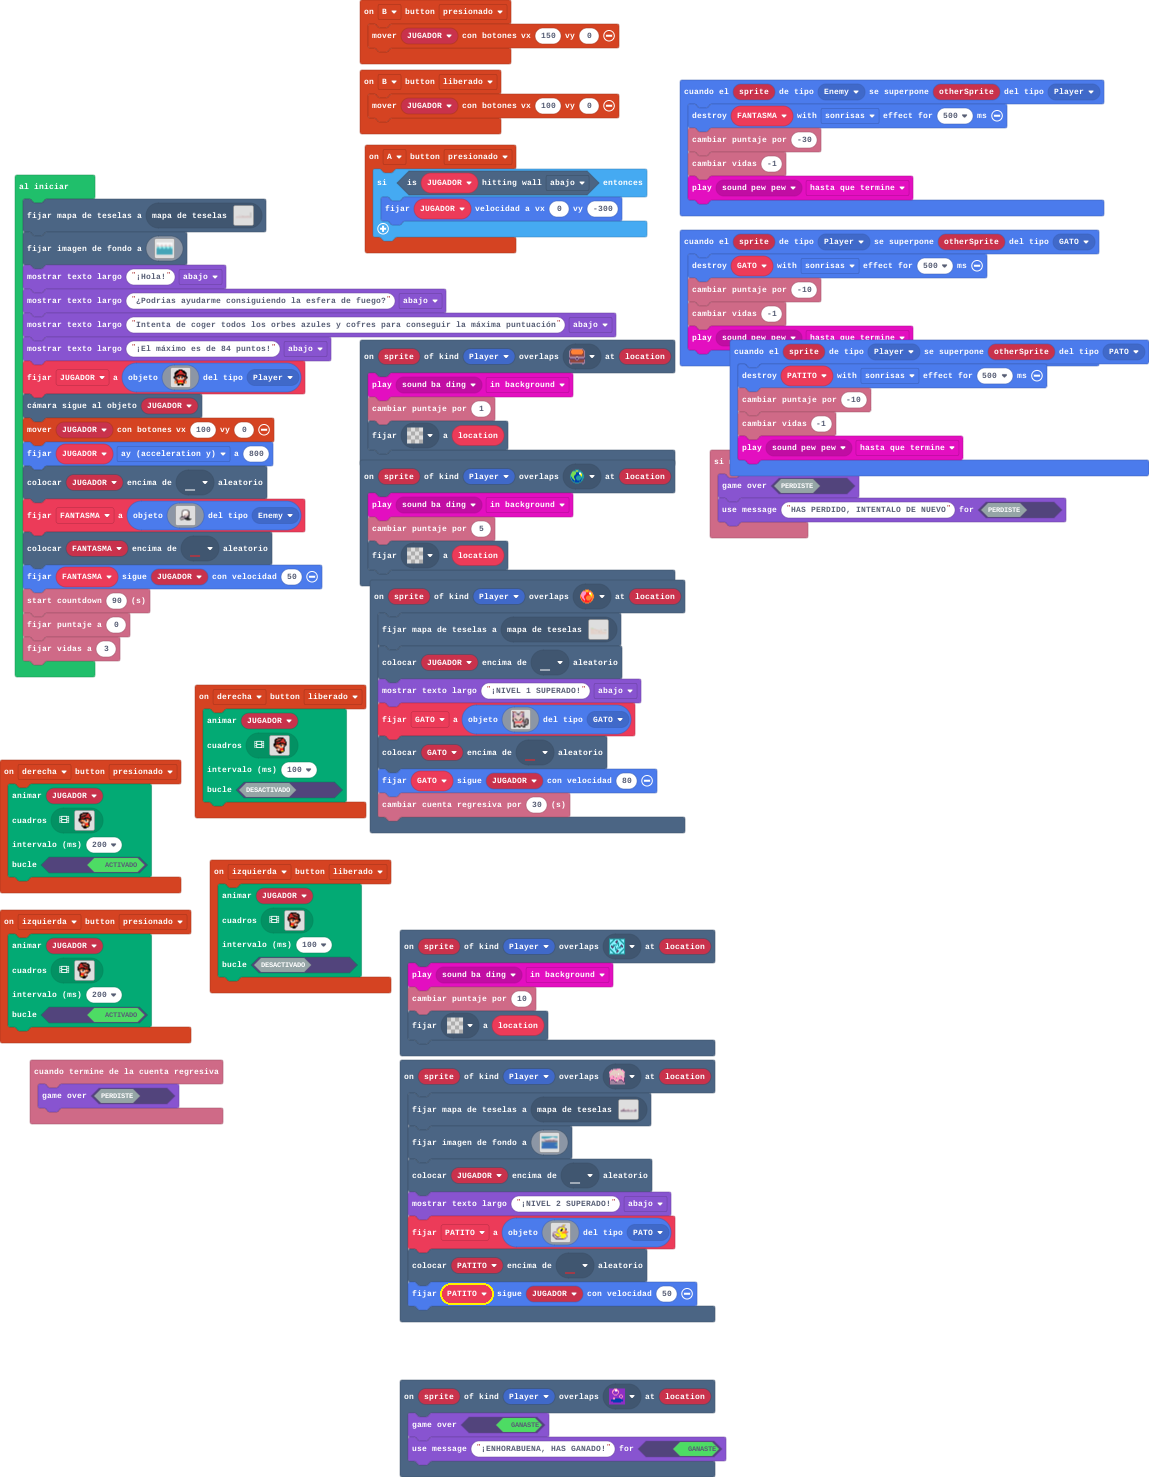 on B button presionado
mover JUGADOR con botones vx 150 vy 0
on B button liberado
mover JUGADOR con botones vx 100 vy 0
on A button presionado
si is JUGADOR hitting wall abajo entonces
fijar JUGADOR velocidad a vx 0 vy -300
cuando el sprite de tipo Enemy se superpone otherSprite del tipo Player
destroy FANTASMA with sonrisas effect for 500 ms
cambiar puntaje por -30
cambiar vidas -1
play sound pew pew hasta que termine
cuando el sprite de tipo Player se superpone otherSprite del tipo GATO
destroy GATO with sonrisas effect for 500 ms
cambiar puntaje por -10
cambiar vidas -1
play sound pew pew hasta que termine
cuando el sprite de tipo Player se superpone otherSprite del tipo PATO
destroy PATITO with sonrisas effect for 500 ms
cambiar puntaje por -10
cambiar vidas -1
play sound pew pew hasta que termine
si
game over PERDISTE
use message "HAS PERDIDO, INTENTALO DE NUEVO" for PERDISTE
al iniciar
fijar mapa de teselas a mapa de teselas
fijar imagen de fondo a
mostrar texto largo "¡Hola!" abajo
mostrar texto largo "¿Podrias ayudarme consiguiendo la esfera de fuego?" abajo
mostrar texto largo "Intenta de coger todos los orbes azules y cofres para conseguir la máxima puntuación" abajo
mostrar texto largo "¡El máximo es de 84 puntos!" abajo
fijar JUGADOR a objeto del tipo Player
cámara sigue al objeto JUGADOR
mover JUGADOR con botones vx 100 vy 0
fijar JUGADOR ay (acceleration y) a 800
colocar JUGADOR encima de aleatorio
fijar FANTASMA a objeto del tipo Enemy
colocar FANTASMA encima de aleatorio
fijar FANTASMA sigue JUGADOR con velocidad 50
start countdown 90 (s)
fijar puntaje a 0
fijar vidas a 3
on sprite of kind Player overlaps at location
play sound ba ding in background
cambiar puntaje por 1
fijar a location
on sprite of kind Player overlaps at location
play sound ba ding in background
cambiar puntaje por 5
fijar a location
on sprite of kind Player overlaps at location
fijar mapa de teselas a mapa de teselas
colocar JUGADOR encima de aleatorio
mostrar texto largo "¡NIVEL 1 SUPERADO!" abajo
fijar GATO a objeto del tipo GATO
colocar GATO encima de aleatorio
fijar GATO sigue JUGADOR con velocidad 80
cambiar cuenta regresiva por 30 (s)
on derecha button liberado
animar JUGADOR
cuadros
intervalo (ms) 100
bucle DESACTIVADO
on derecha button presionado
animar JUGADOR
cuadros
intervalo (ms) 200
bucle ACTIVADO
on izquierda button liberado
animar JUGADOR
cuadros
intervalo (ms) 100
bucle DESACTIVADO
on izquierda button presionado
animar JUGADOR
cuadros
intervalo (ms) 200
bucle ACTIVADO
cuando termine de la cuenta regresiva
game over PERDISTE
on sprite of kind Player overlaps at location
play sound ba ding in background
cambiar puntaje por 10
fijar a location
on sprite of kind Player overlaps at location
fijar mapa de teselas a mapa de teselas
fijar imagen de fondo a
colocar JUGADOR encima de aleatorio
mostrar texto largo "¡NIVEL 2 SUPERADO!" abajo
fijar PATITO a objeto del tipo PATO
colocar PATITO encima de aleatorio
fijar PATITO sigue JUGADOR con velocidad 50
on sprite of kind Player overlaps at location
game over GANASTE
use message "¡ENHORABUENA, HAS GANADO!" for GANASTE